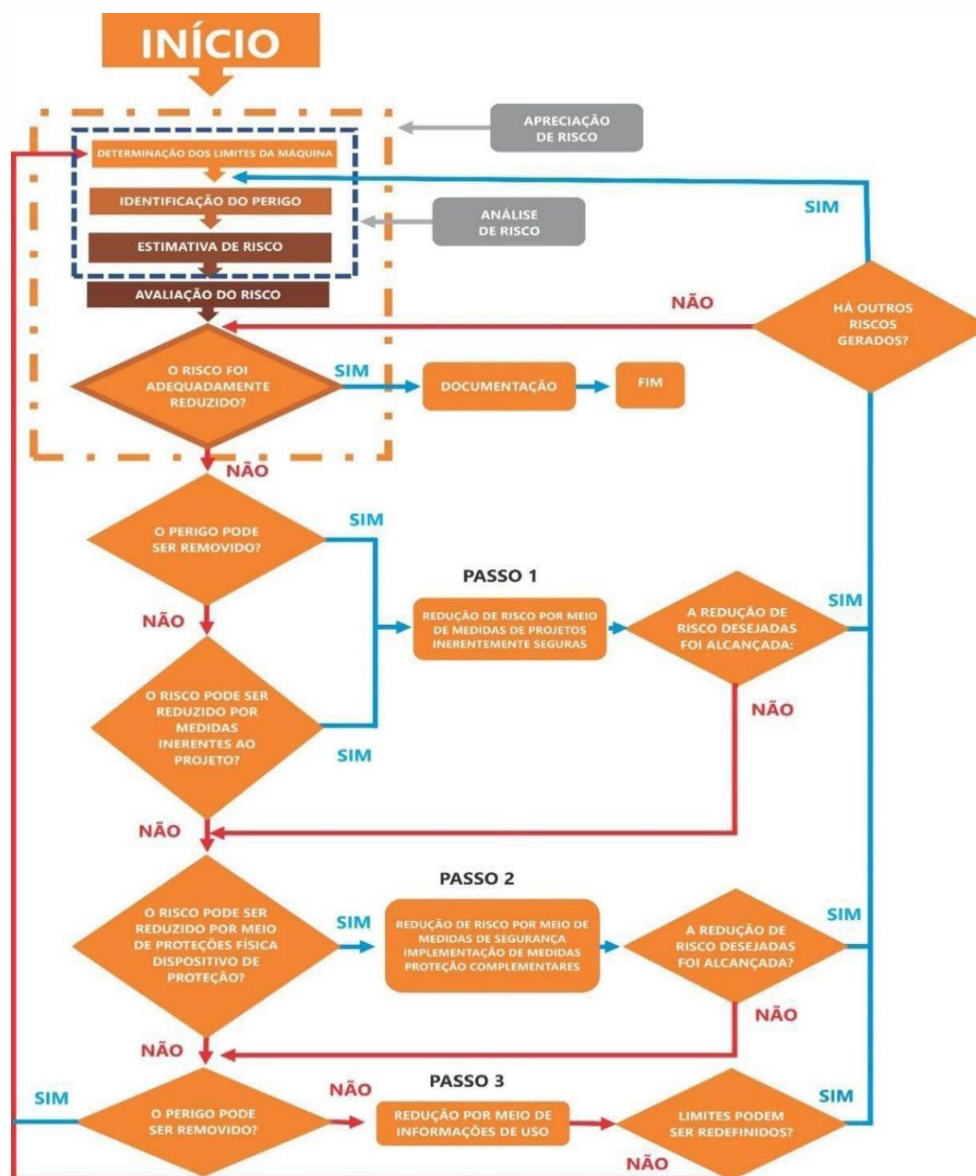 INÍCIO
APRECIAÇÃO
DE RISCO
DETERMINAÇÃO DOS LIMITES DA MÁQUINA
IDENTIFICAÇÃO DO PERIGO
SIM
ANÁLISE
DE RISCO
ESTIMATIVA DE RISCO
AVALIAÇÃO DO RISCO
NÃO
HÁ OUTROS
RISCOS
GERADOS?
O RISCO FOI
ADEQUADAMENTE
REDUZIDO?
SIM
DOCUMENTAÇÃO
FIM
NÃO
O PERIGO PODE
SER REMOVIDO?
SIM
PASSO 1
NÃO
REDUÇÃO DE RISCO POR MEIO
DE MEDIDAS DE PROJETOS
INERENTEMENTE SEGURAS
A REDUÇÃO DE
RISCO DESEJADAS
FOI ALCANÇADA:
SIM
O RISCO PODE SER
REDUZIDO POR
MEDIDAS
INERENTES AO
PROJETO?
SIM
NÃO
NÃO
PASSO 2
O RISCO PODE SER
REDUZIDO POR MEIO
DE PROTEÇÕES FÍSICA
DISPOSITIVO DE
PROTEÇÃO?
SIM
REDUÇÃO DE RISCO POR MEIO DE
MEDIDAS DE SEGURANÇA
IMPLEMENTAÇÃO DE MEDIDAS
PROTEÇÃO COMPLEMENTARES
A REDUÇÃO DE
RISCO DESEJADAS
FOI ALCANÇADA?
SIM
NÃO
NÃO
PASSO 3
SIM
O PERIGO PODE
SER REMOVIDO?
NÃO
REDUÇÃO POR MEIO DE
INFORMAÇÕES DE USO
LIMITES PODEM
SER REDEFINIDOS?
SIM
NÃO